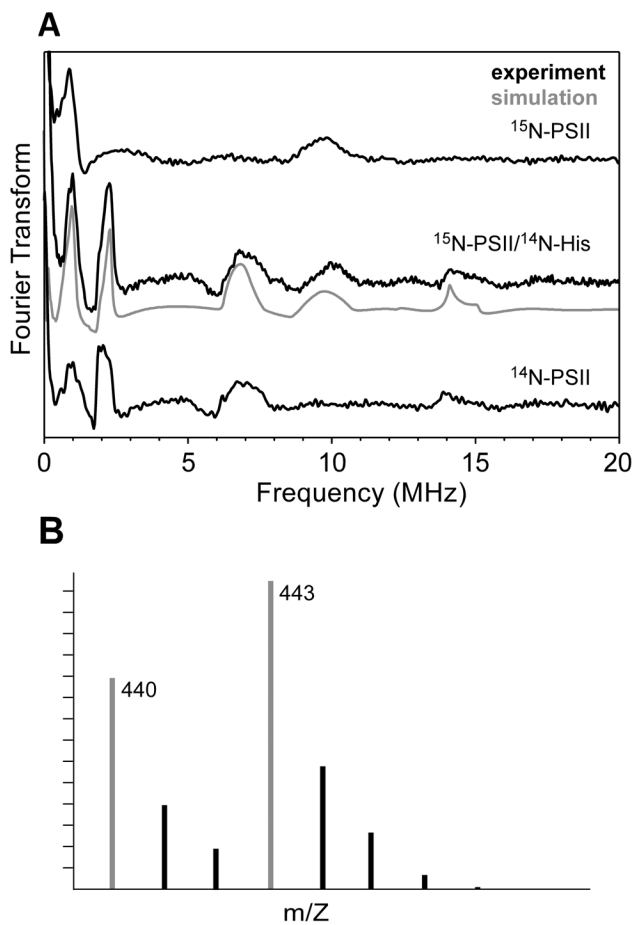 A
experiment
simulation
¹⁵N-PSII
¹⁵N-PSII/¹⁴N-His
¹⁴N-PSII
Fourier Transform
0 5 10 15 20
Frequency (MHz)
B
443
440
m/Z